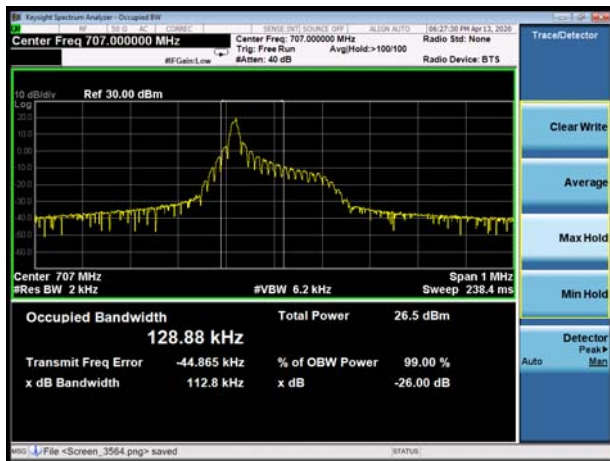 Keysight Spectrum Analyzer - Occupied BW
RF 50 Ω AC CORREC SENSE:INT SOURCE OFF ALIGN AUTO 06:27:30 PM Apr 13, 2020
Center Freq 707.000000 MHz Center Freq: 707.000000 MHz Radio Std: None Trace/Detector
Trig: Free Run Avg|Hold:>100/100
#IFGain:Low #Atten: 40 dB Radio Device: BTS
10 dB/div Ref 30.00 dBm
Log
20.0
10.0
0.00
-10.0
-20.0
-30.0
-40.0
-50.0
-60.0
Clear Write
Average
Max Hold
Center 707 MHz Span 1 MHz
#Res BW 2 kHz #VBW 6.2 kHz Sweep 238.4 ms
Min Hold
Occupied Bandwidth Total Power 26.5 dBm
128.88 kHz
Transmit Freq Error -44.865 kHz % of OBW Power 99.00 %
x dB Bandwidth 112.8 kHz x dB -26.00 dB
Detector
Peak▶
Auto Man
MSG File <Screen_3564.png> saved STATUS